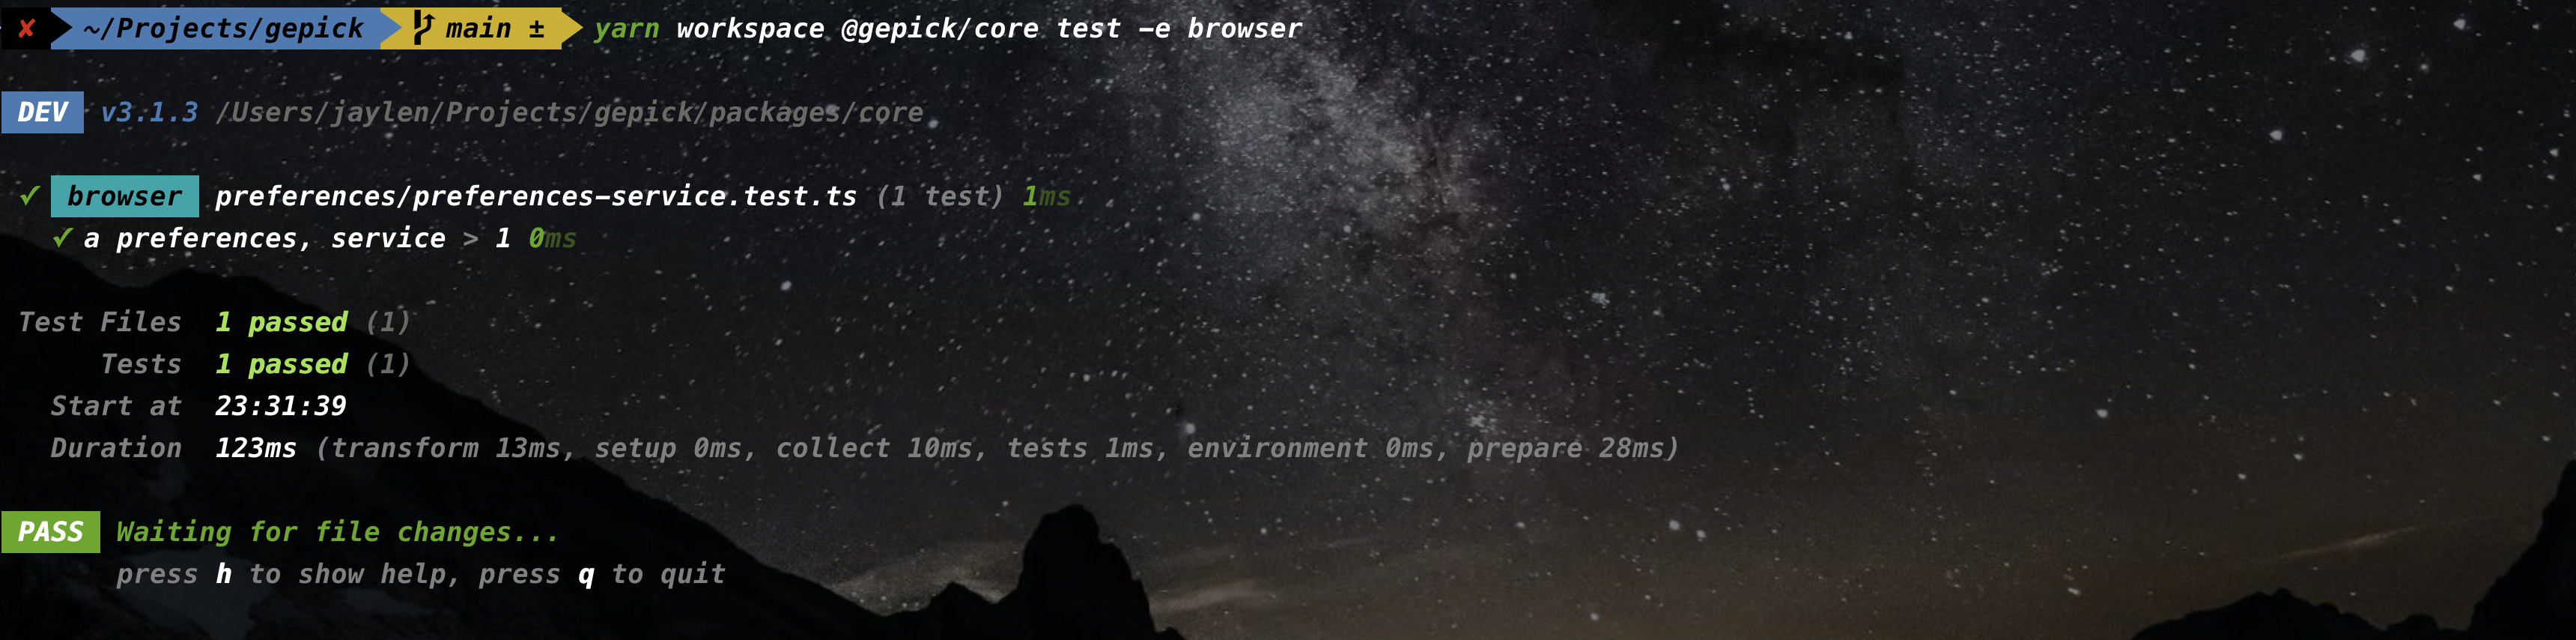 ✘ ~/Projects/gepick main ± yarn workspace @gepick/core test -e browser
DEV v3.1.3 /Users/jaylen/Projects/gepick/packages/core
✓ browser preferences/preferences-service.test.ts (1 test) 1ms
✓ a preferences, service > 1 0ms
Test Files 1 passed (1)
Tests 1 passed (1)
Start at 23:31:39
Duration 123ms (transform 13ms, setup 0ms, collect 10ms, tests 1ms, environment 0ms, prepare 28ms)
PASS Waiting for file changes...
press h to show help, press q to quit